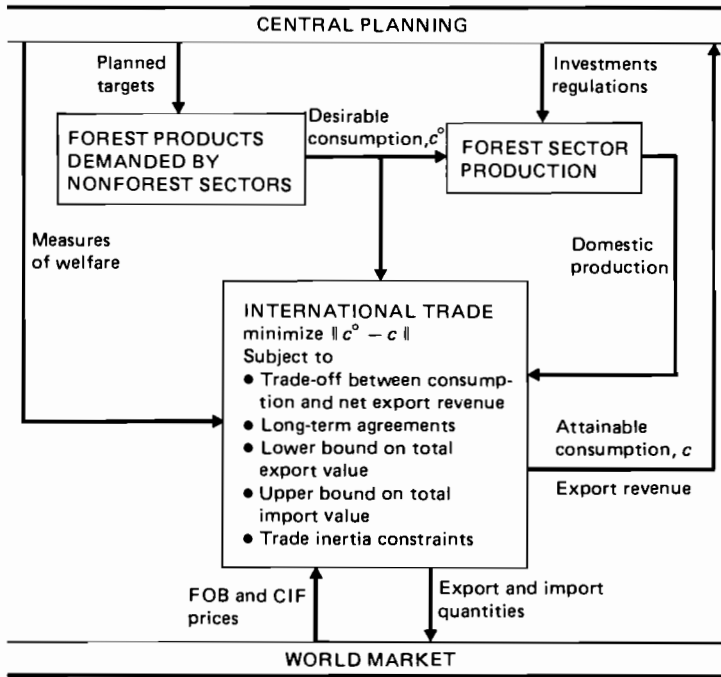 CENTRAL PLANNING
Planned
targets
Investments
regulations
FOREST PRODUCTS
DEMANDED BY
NONFOREST SECTORS
Desirable
consumption, c°
FOREST SECTOR
PRODUCTION
Measures
of welfare
Domestic
production
INTERNATIONAL TRADE
minimize ‖ c° − c ‖
Subject to
● Trade-off between consump-
tion and net export revenue
● Long-term agreements
● Lower bound on total
export value
● Upper bound on total
import value
● Trade inertia constraints
Attainable
consumption, c
Export revenue
FOB and CIF
prices
Export and import
quantities
WORLD MARKET